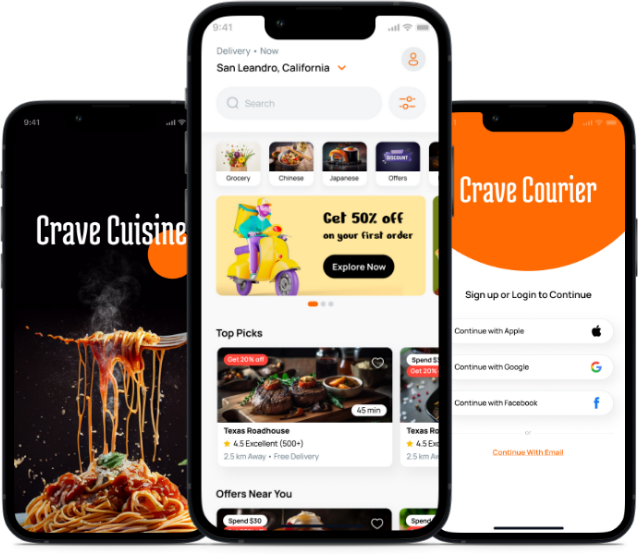 9:41
Crave Cuisine
9:41
Delivery • Now
San Leandro, California
Search
Grocery
Chinese
Japanese
Offers
DISCOUNT
Get 50% off
on your first order
Explore Now
Top Picks
Get 20% off
45 min
Texas Roadhouse
4.5 Excellent (500+)
2.5 km Away • Free Delivery
Spend $
Get 20%
4.5 Exc
2.5 km A
Offers Near You
Spend $30
Spend $30
Crave Courier
Sign up or Login to Continue
Continue with Apple
Continue with Google
Continue with Facebook
or
Continue With Email